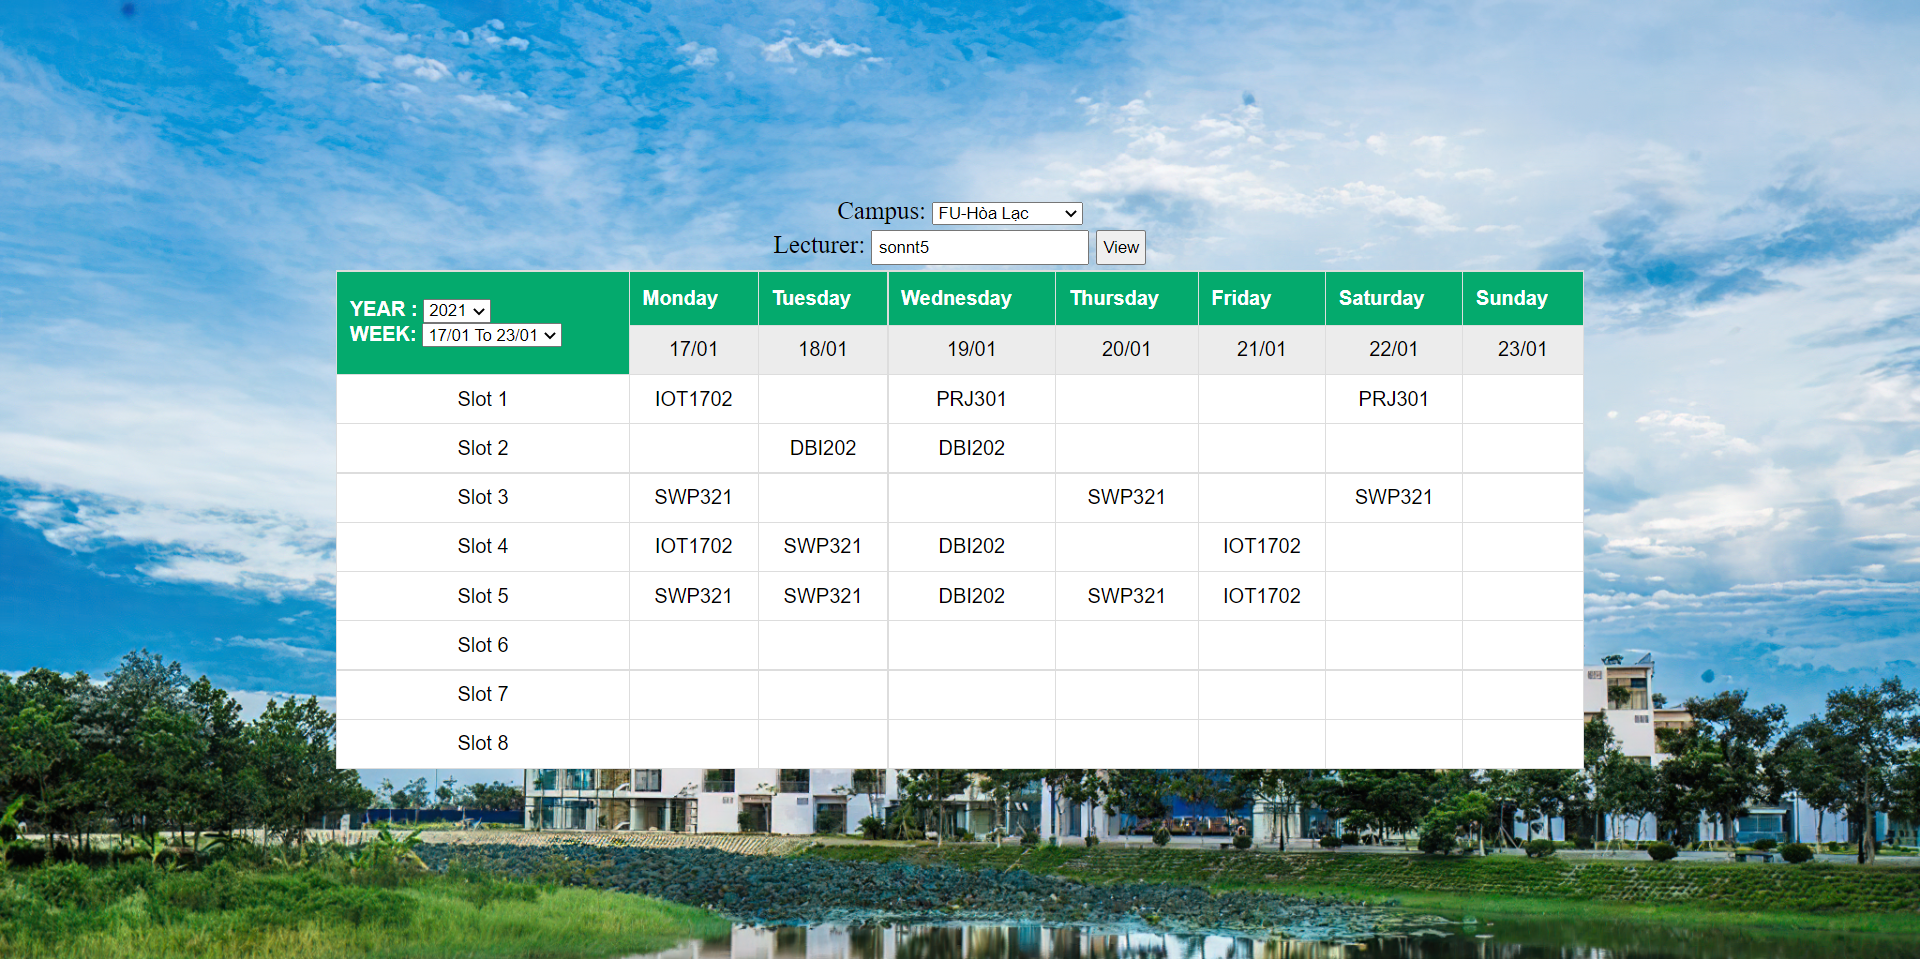 Campus: FU-Hòa Lạc
Lecturer: sonnt5 View
YEAR : 2021
WEEK: 17/01 To 23/01
Monday Tuesday Wednesday Thursday Friday Saturday Sunday
17/01 18/01 19/01 20/01 21/01 22/01 23/01
Slot 1 IOT1702 PRJ301 PRJ301
Slot 2 DBI202 DBI202
Slot 3 SWP321 SWP321 SWP321
Slot 4 IOT1702 SWP321 DBI202 IOT1702
Slot 5 SWP321 SWP321 DBI202 SWP321 IOT1702
Slot 6
Slot 7
Slot 8